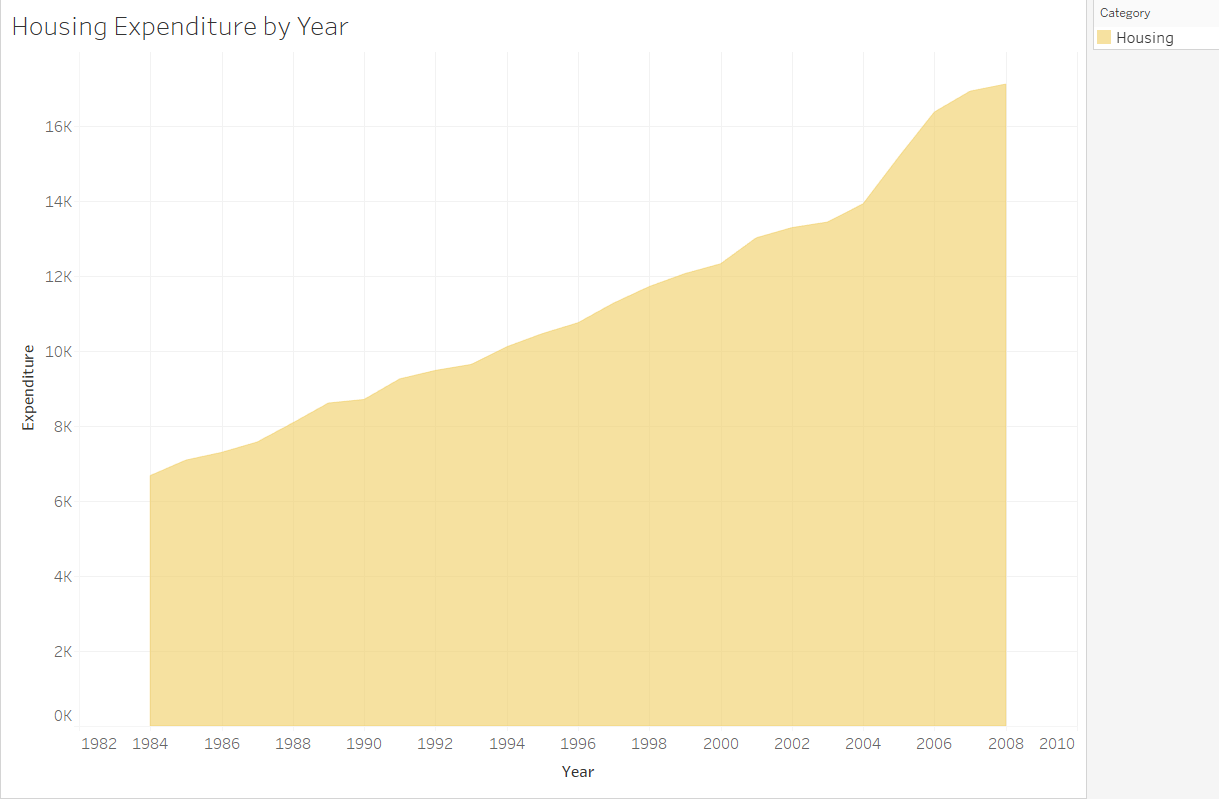 Housing Expenditure by Year
Category
Housing
16K
14K
12K
10K
8K
6K
4K
2K
0K
Expenditure
1982 1984 1986 1988 1990 1992 1994 1996 1998 2000 2002 2004 2006 2008 2010
Year